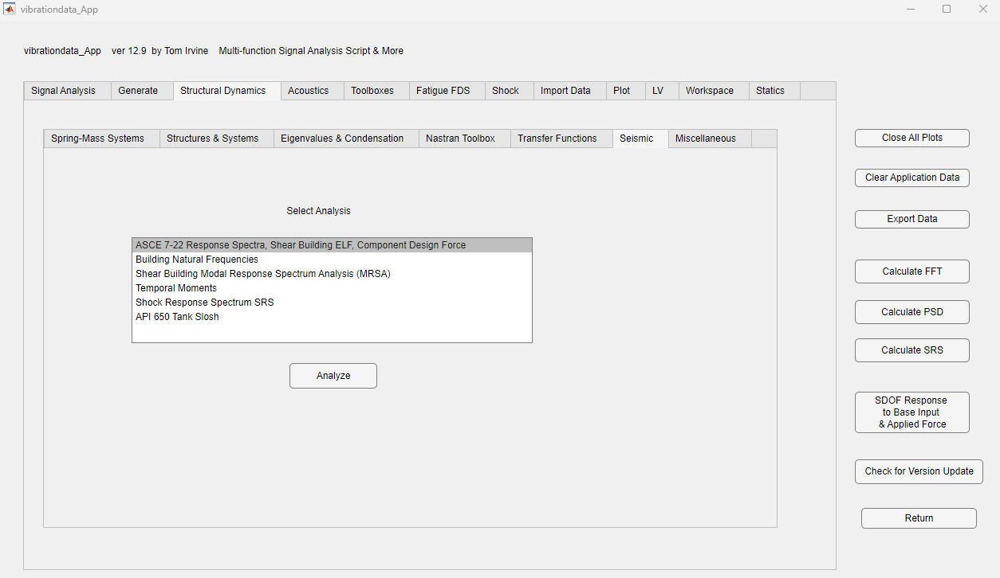 vibrationdata_App
vibrationdata_App ver 12.9 by Tom Irvine Multi-function Signal Analysis Script & More
Signal Analysis Generate Structural Dynamics Acoustics Toolboxes Fatigue FDS Shock Import Data Plot LV Workspace Statics
Spring-Mass Systems Structures & Systems Eigenvalues & Condensation Nastran Toolbox Transfer Functions Seismic Miscellaneous
Select Analysis
ASCE 7-22 Response Spectra, Shear Building ELF, Component Design Force
Building Natural Frequencies
Shear Building Modal Response Spectrum Analysis (MRSA)
Temporal Moments
Shock Response Spectrum SRS
API 650 Tank Slosh
Analyze
Close All Plots
Clear Application Data
Export Data
Calculate FFT
Calculate PSD
Calculate SRS
SDOF Response
to Base Input
& Applied Force
Check for Version Update
Return